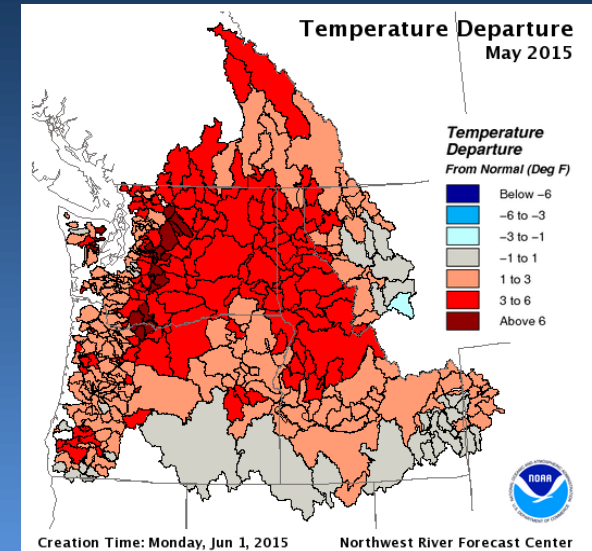 Temperature Departure
May 2015
Temperature
Departure
From Normal (Deg F)
Below −6
−6 to −3
−3 to −1
−1 to 1
1 to 3
3 to 6
Above 6
NOAA
Creation Time: Monday, Jun 1, 2015
Northwest River Forecast Center